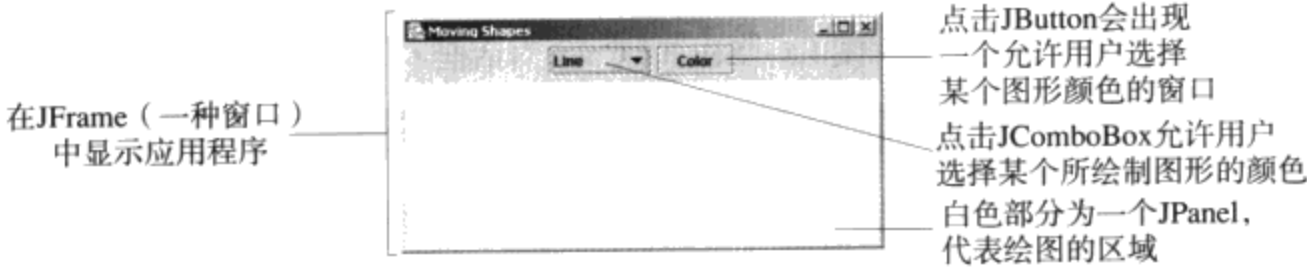 Moving Shapes
Line
Color
在JFrame（一种窗口）
中显示应用程序
点击JButton会出现
一个允许用户选择
某个图形颜色的窗口
点击JComboBox允许用户
选择某个所绘制图形的颜色
白色部分为一个JPanel，
代表绘图的区域